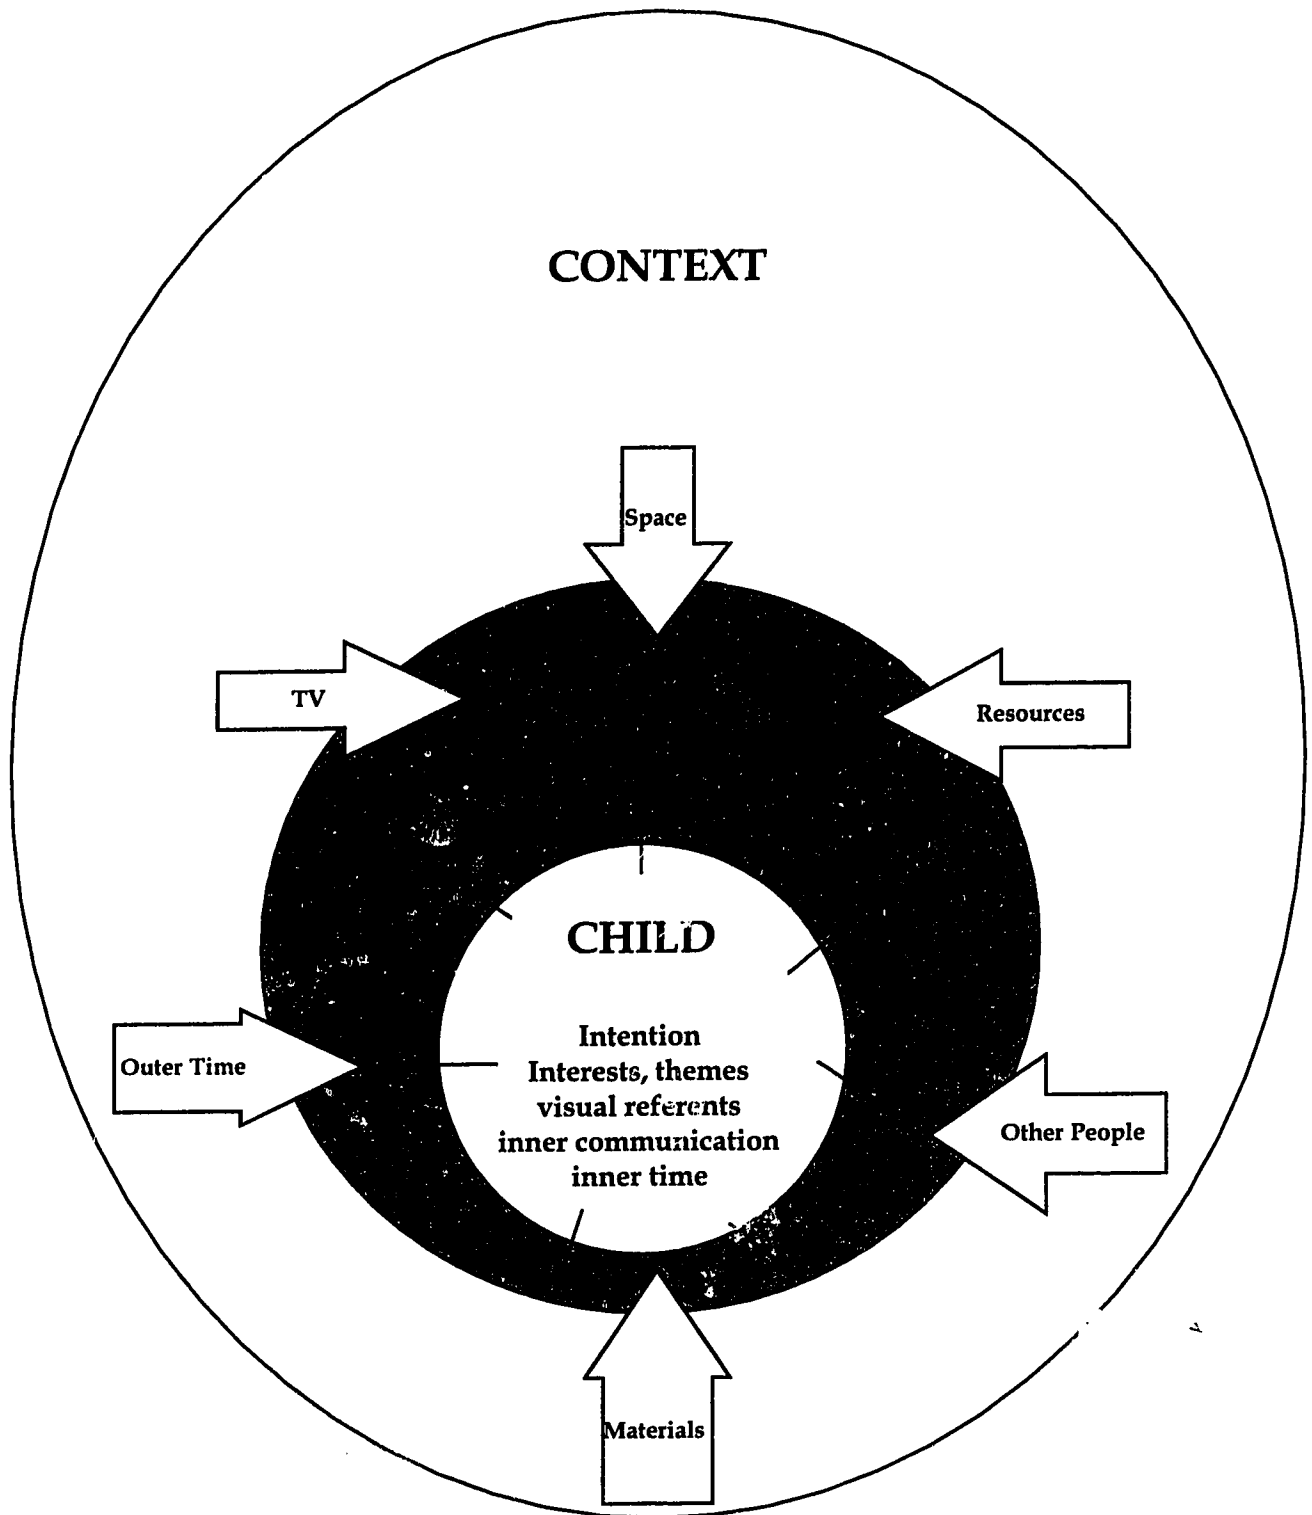 CONTEXT
Space
TV
Resources
CHILD
Intention
Interests, themes
visual referents
inner communication
inner time
Outer Time
Other People
Materials